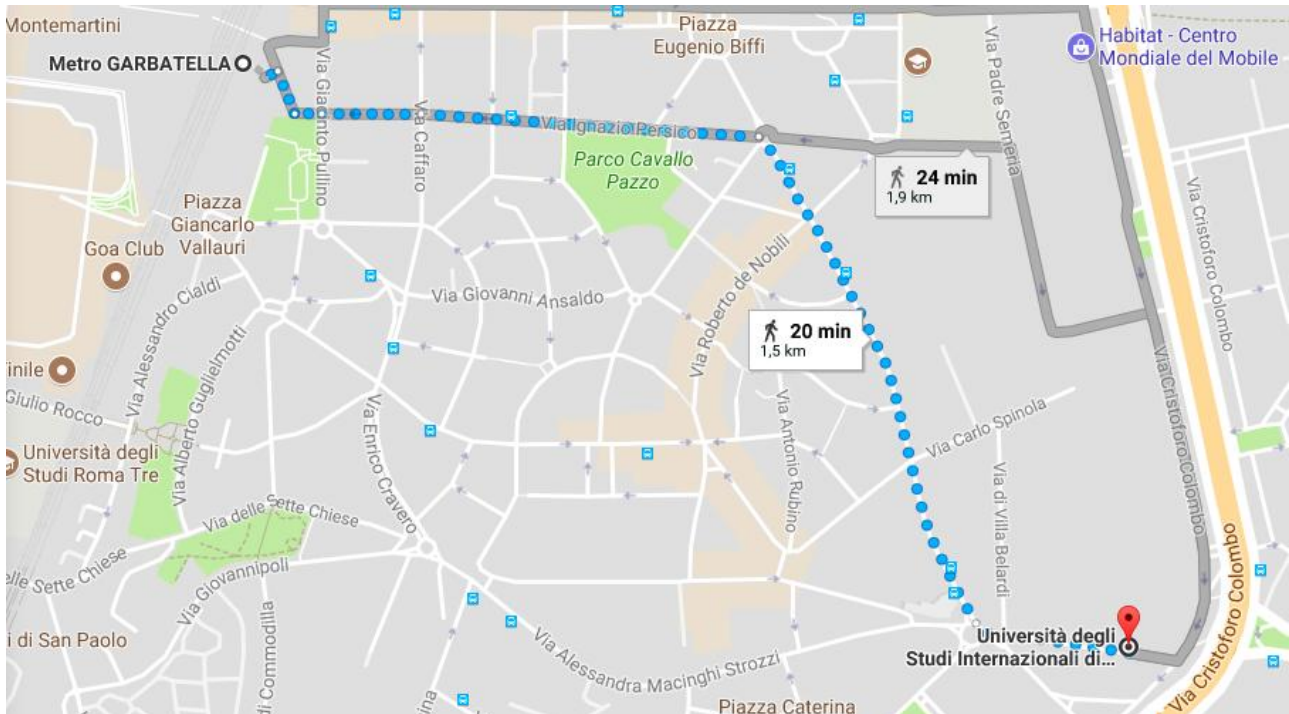 Montemartini
Piazza
Eugenio Biffi
Habitat - Centro
Mondiale del Mobile
Metro GARBATELLA
Via Giacinto Pullino
Via Caffaro
Via Ignazio Persico
Via Padre Semeria
Parco Cavallo
Pazzo
24 min
1,9 km
Via Cristoforo Colombo
Piazza
Giancarlo
Vallauri
Goa Club
Via Alessandro Cialdi
Via Giovanni Ansaldo
Via Roberto de Nobili
20 min
1,5 km
Via Alberto Guglielmotti
Via Cristoforo Colombo
inile
Giulio Rocco
Via Enrico Cravero
Via Antonio Rubino
Via Carlo Spinola
Università degli
Studi Roma Tre
Via di Villa Belardi
Via delle Sette Chiese
elle Sette Chiese
Via Giovannipoli
i di San Paolo
di Commodilla
Via Alessandra Macinghi Strozzi
Università degli
Studi Internazionali di...
Via Cristoforo Colombo
Piazza Caterina